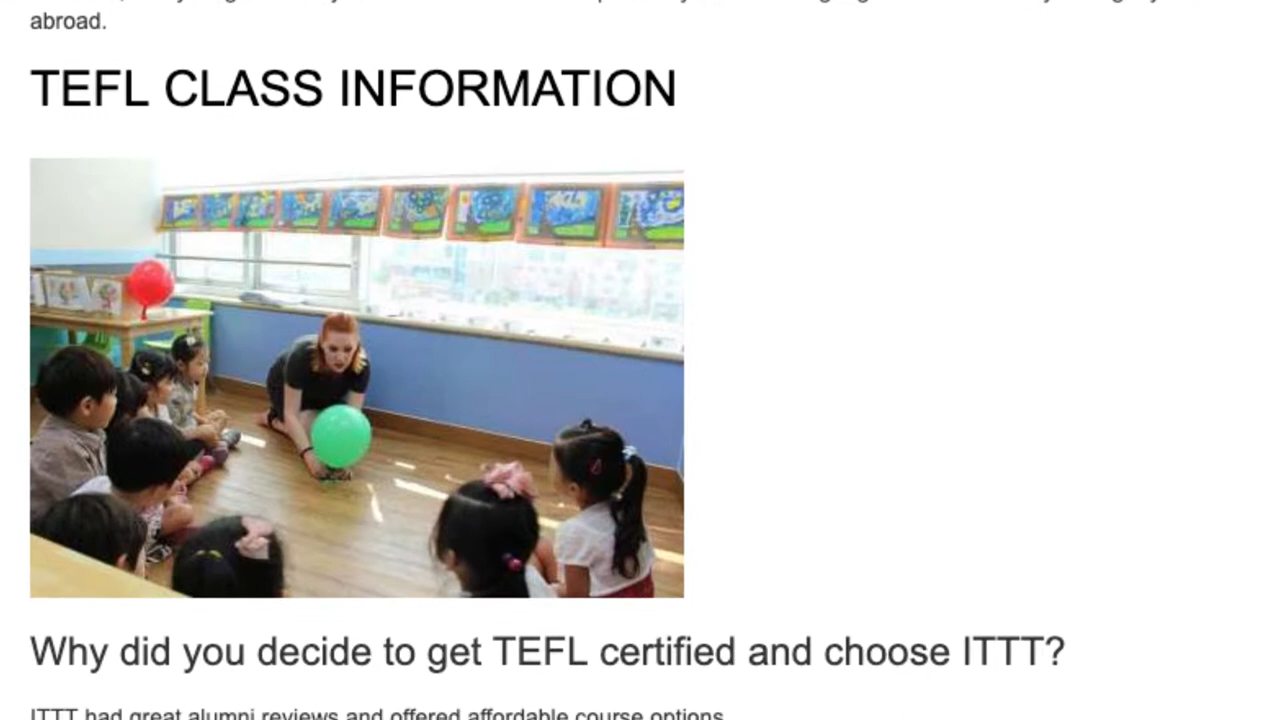 abroad.
TEFL CLASS INFORMATION
Why did you decide to get TEFL certified and choose ITTT?
ITTT had great alumni reviews and offered affordable course options.